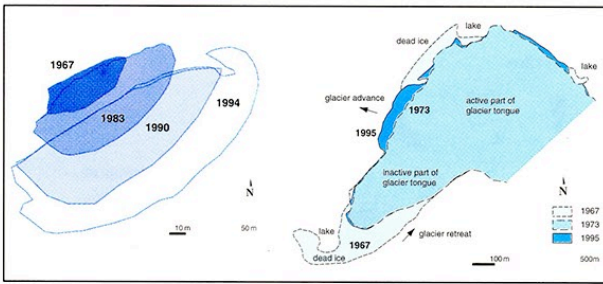 1967
1983
1990
1994
N
10 m
50 m
lake
dead ice
lake
glacier advance
1973
active part of
glacier tongue
1995
inactive part of
glacier tongue
N
lake
1967
glacier retreat
dead ice
1967
1973
1995
100 m
500m